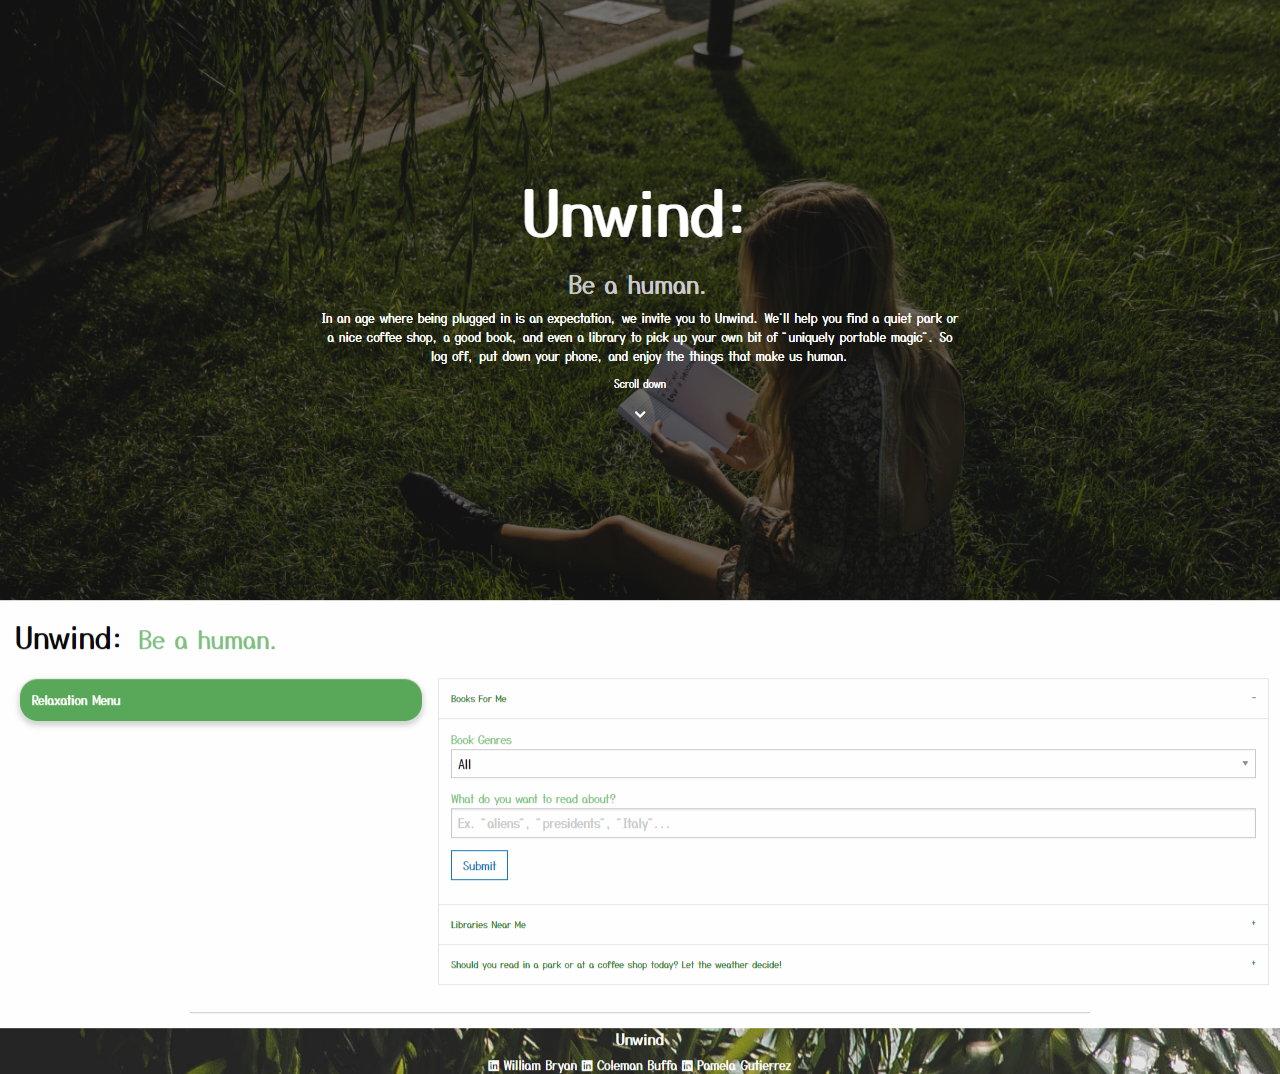 Unwind:
Be a human.
In an age where being plugged in is an expectation, we invite you to Unwind. We'll help you find a quiet park or
a nice coffee shop, a good book, and even a library to pick up your own bit of "uniquely portable magic". So
log off, put down your phone, and enjoy the things that make us human.
Scroll down
Unwind: Be a human.
Relaxation Menu
Books For Me -
Book Genres
All
What do you want to read about?
Ex. "aliens", "presidents", "Italy"...
Submit
Libraries Near Me +
Should you read in a park or at a coffee shop today? Let the weather decide! +
Unwind
in William Bryan in Coleman Buffa in Pamela Gutierrez